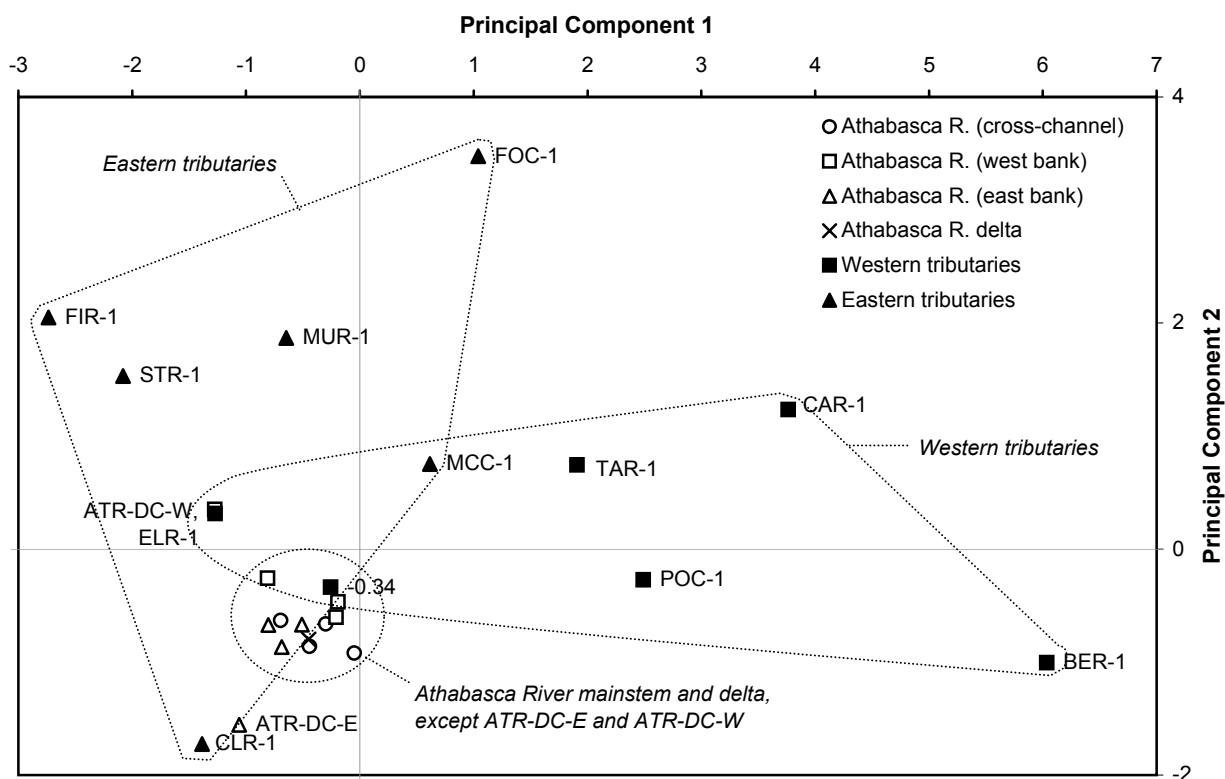 Principal Component 1
-3 -2 -1 0 1 2 3 4 5 6 7
4
Athabasca R. (cross-channel)
Eastern tributaries
FOC-1
Athabasca R. (west bank)
Athabasca R. (east bank)
Athabasca R. delta
Western tributaries
Eastern tributaries
FIR-1
MUR-1
2
STR-1
Principal Component 2
CAR-1
Western tributaries
MCC-1
TAR-1
ATR-DC-W,
ELR-1
0
-0.34
POC-1
BER-1
Athabasca River mainstem and delta,
except ATR-DC-E and ATR-DC-W
ATR-DC-E
CLR-1
-2